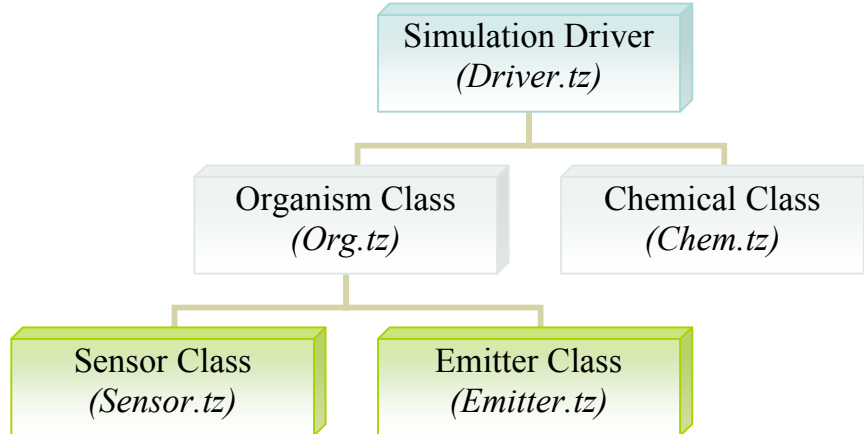 Simulation Driver
(Driver.tz)
Organism Class
(Org.tz)
Chemical Class
(Chem.tz)
Sensor Class
(Sensor.tz)
Emitter Class
(Emitter.tz)